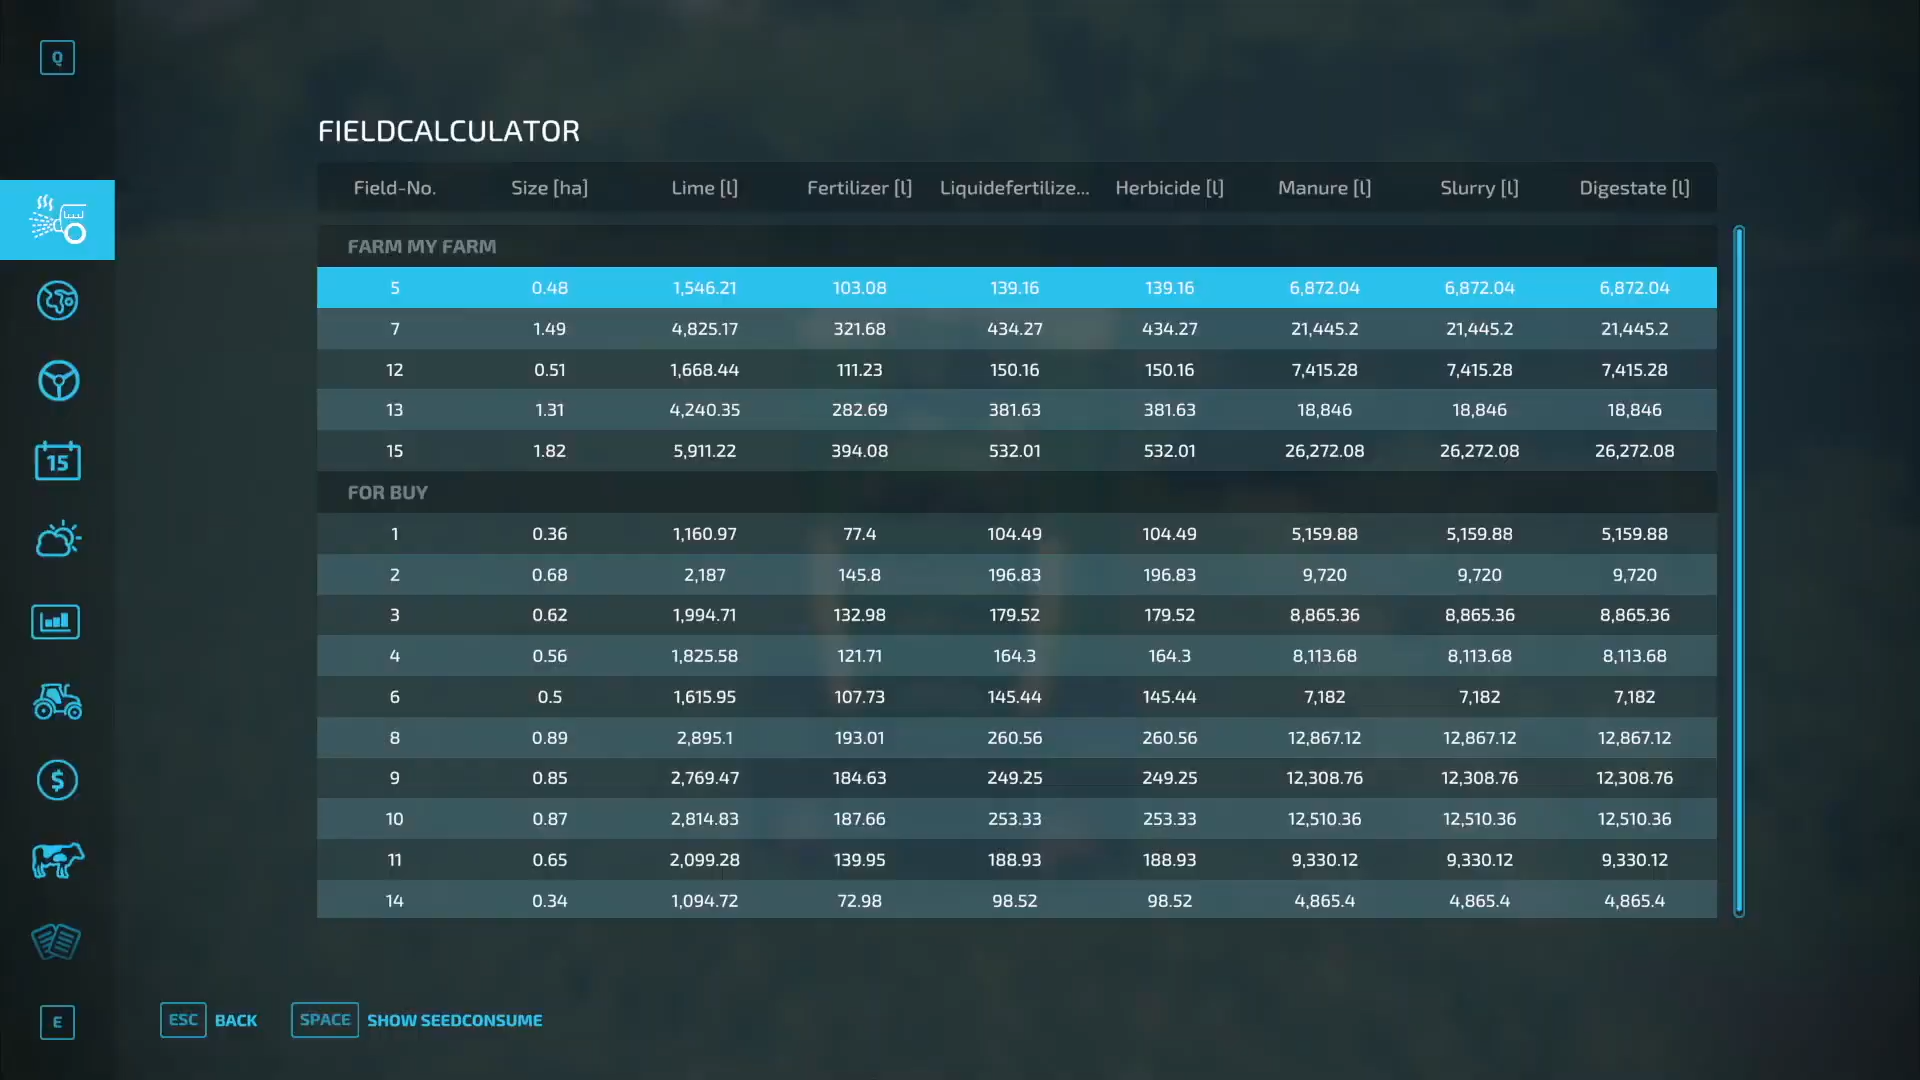 Q
FIELDCALCULATOR
Field-No. Size [ha] Lime [l] Fertilizer [l] Liquidefertilize... Herbicide [l] Manure [l] Slurry [l] Digestate [l]
FARM MY FARM
5 0.48 1,546.21 103.08 139.16 139.16 6,872.04 6,872.04 6,872.04
7 1.49 4,825.17 321.68 434.27 434.27 21,445.2 21,445.2 21,445.2
12 0.51 1,668.44 111.23 150.16 150.16 7,415.28 7,415.28 7,415.28
13 1.31 4,240.35 282.69 381.63 381.63 18,846 18,846 18,846
15 1.82 5,911.22 394.08 532.01 532.01 26,272.08 26,272.08 26,272.08
15
FOR BUY
1 0.36 1,160.97 77.4 104.49 104.49 5,159.88 5,159.88 5,159.88
2 0.68 2,187 145.8 196.83 196.83 9,720 9,720 9,720
3 0.62 1,994.71 132.98 179.52 179.52 8,865.36 8,865.36 8,865.36
4 0.56 1,825.58 121.71 164.3 164.3 8,113.68 8,113.68 8,113.68
6 0.5 1,615.95 107.73 145.44 145.44 7,182 7,182 7,182
8 0.89 2,895.1 193.01 260.56 260.56 12,867.12 12,867.12 12,867.12
9 0.85 2,769.47 184.63 249.25 249.25 12,308.76 12,308.76 12,308.76
10 0.87 2,814.83 187.66 253.33 253.33 12,510.36 12,510.36 12,510.36
11 0.65 2,099.28 139.95 188.93 188.93 9,330.12 9,330.12 9,330.12
14 0.34 1,094.72 72.98 98.52 98.52 4,865.4 4,865.4 4,865.4
E
ESC BACK SPACE SHOW SEEDCONSUME